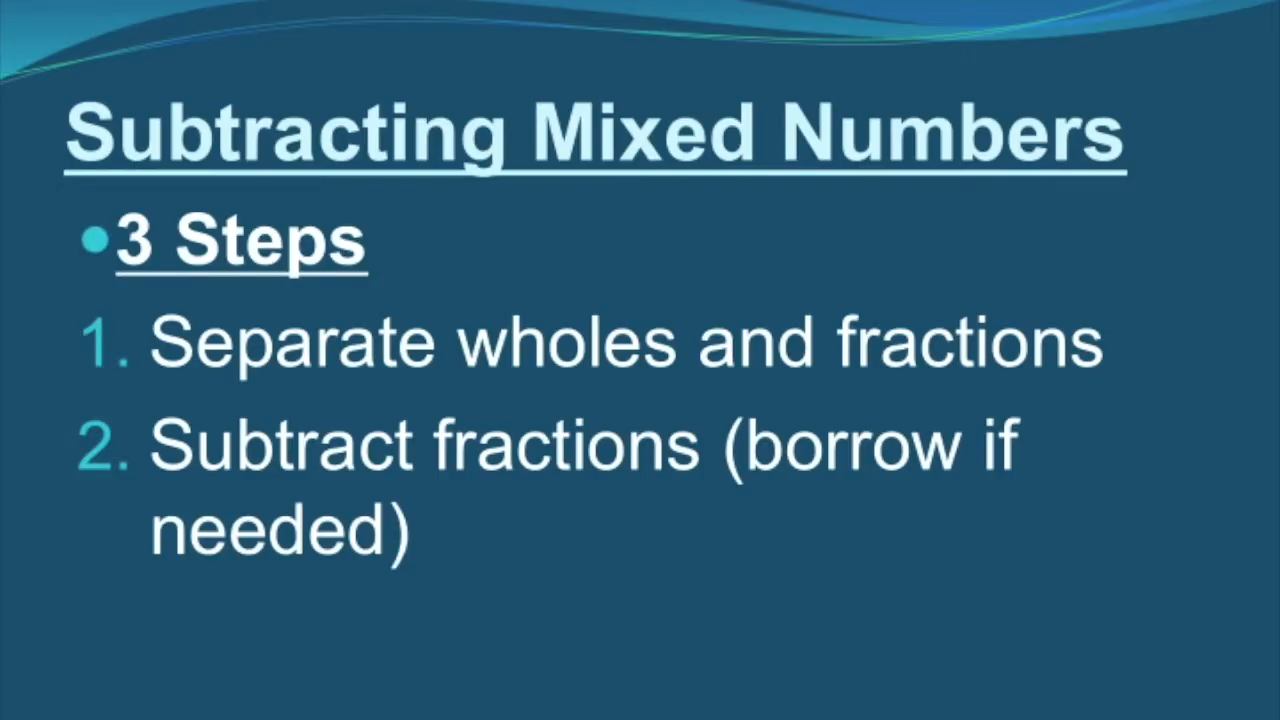 Subtracting Mixed Numbers
•3 Steps
1. Separate wholes and fractions
2. Subtract fractions (borrow if
needed)